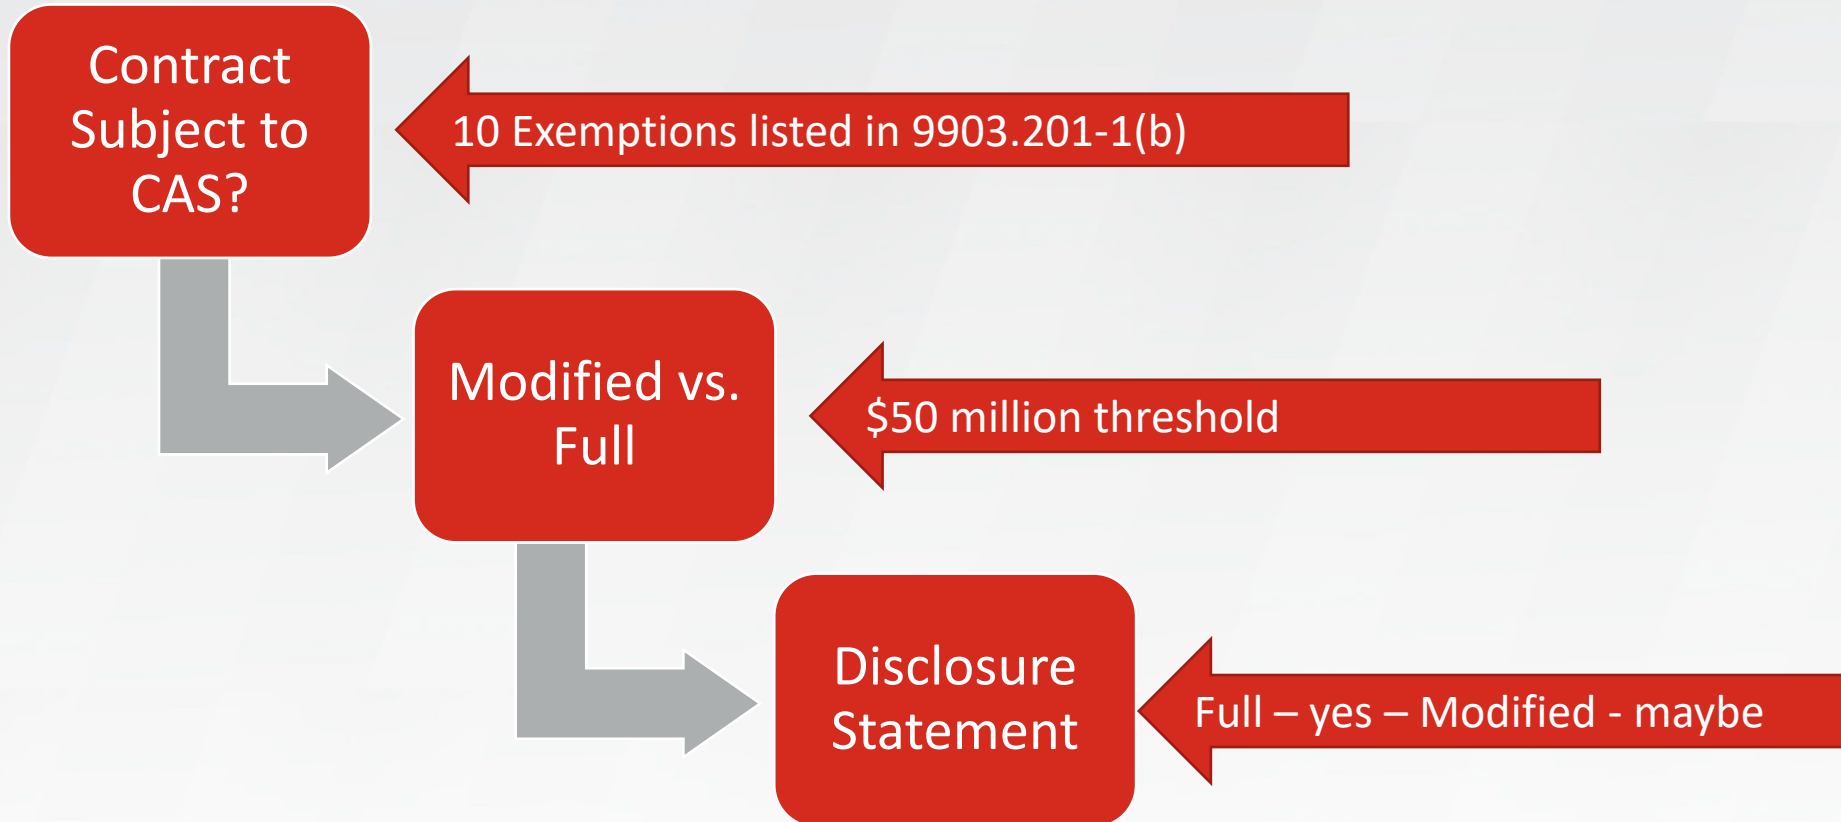 Contract
Subject to
CAS?
10 Exemptions listed in 9903.201-1(b)
Modified vs.
Full
$50 million threshold
Disclosure
Statement
Full – yes – Modified - maybe